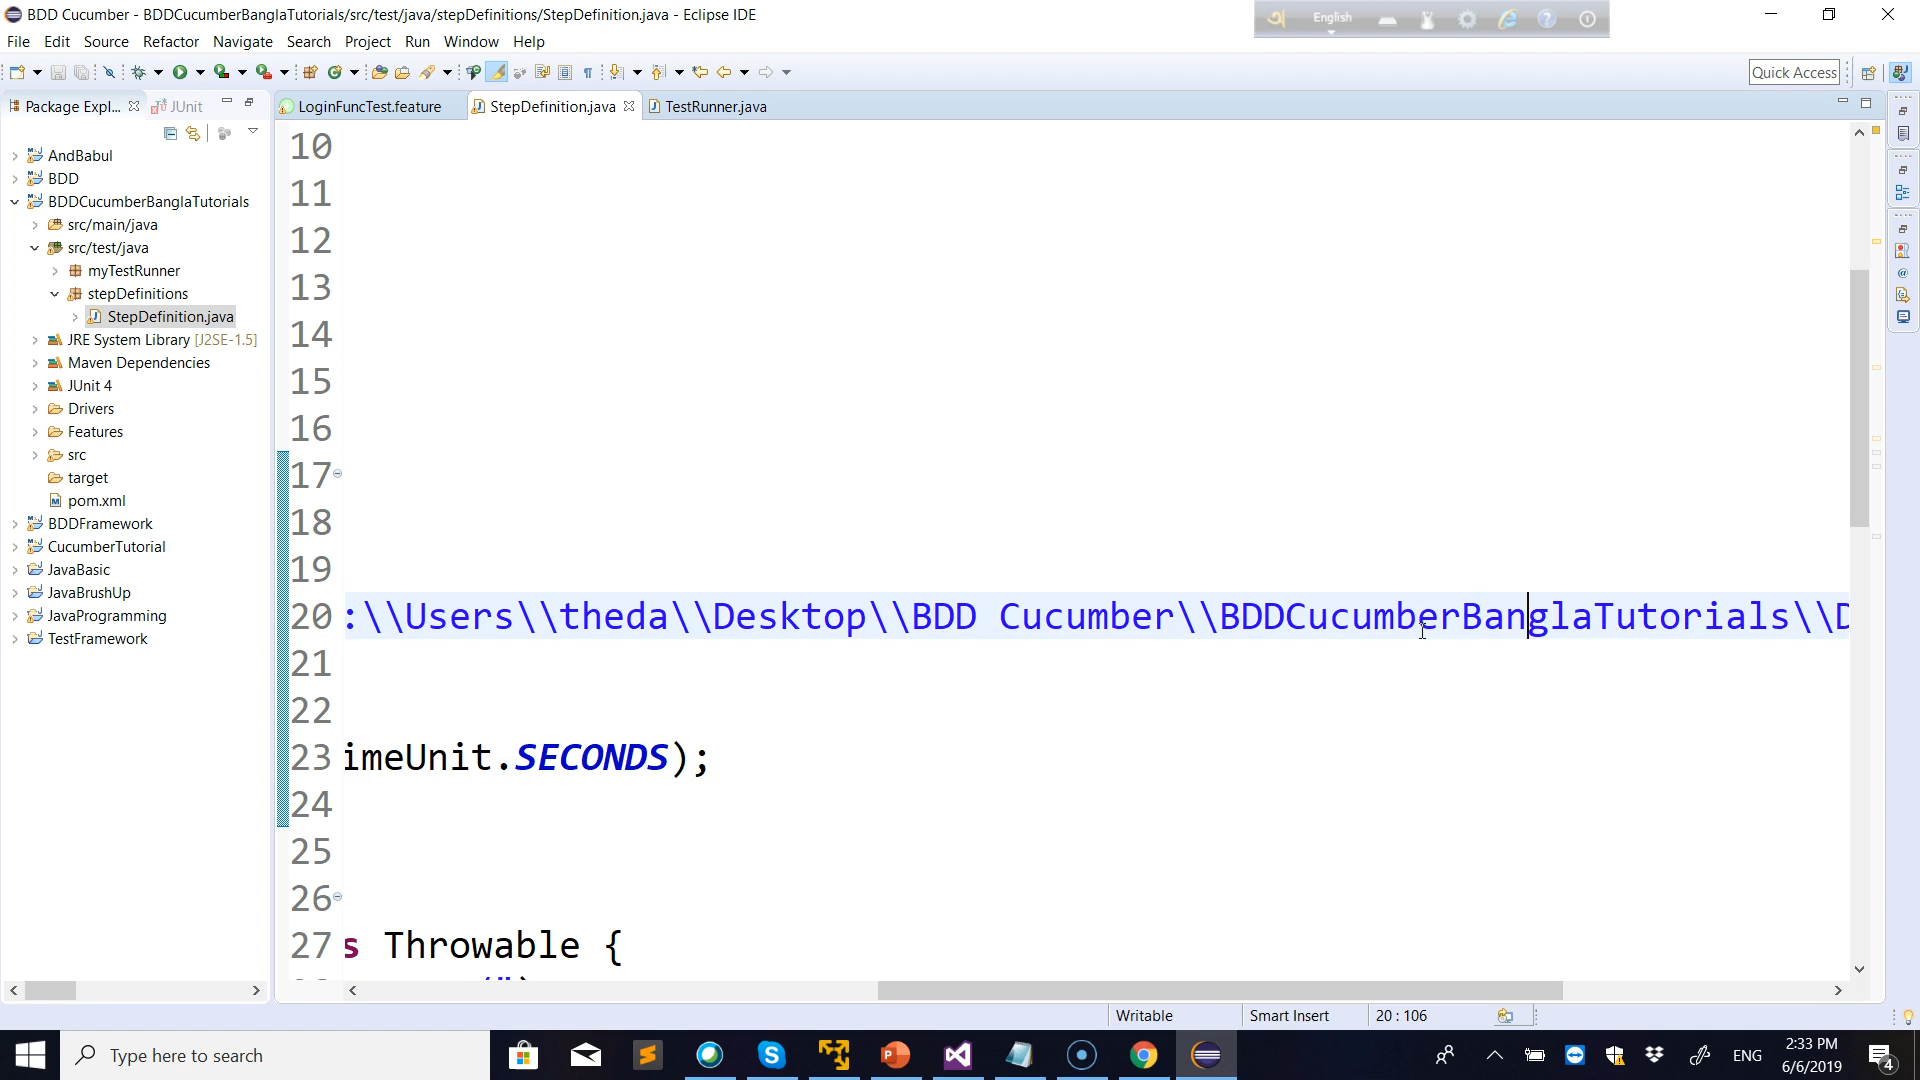 BDD Cucumber - BDDCucumberBanglaTutorials/src/test/java/stepDefinitions/StepDefinition.java - Eclipse IDE
English
File Edit Source Refactor Navigate Search Project Run Window Help
Quick Access
Package Expl... JUnit
LoginFuncTest.feature StepDefinition.java TestRunner.java
AndBabul
BDD
BDDCucumberBanglaTutorials
src/main/java
src/test/java
myTestRunner
stepDefinitions
StepDefinition.java
JRE System Library [J2SE-1.5]
Maven Dependencies
JUnit 4
Drivers
Features
src
target
pom.xml
BDDFramework
CucumberTutorial
JavaBasic
JavaBrushUp
JavaProgramming
TestFramework
10
11
12
13
14
15
16
17
18
19
20 :\\Users\\theda\\Desktop\\BDD Cucumber\\BDDCucumberBanglaTutorials\\D
21
22
23 imeUnit.SECONDS);
24
25
26
27 s Throwable {
Writable Smart Insert 20 : 106
Type here to search
ENG
2:33 PM
6/6/2019
4